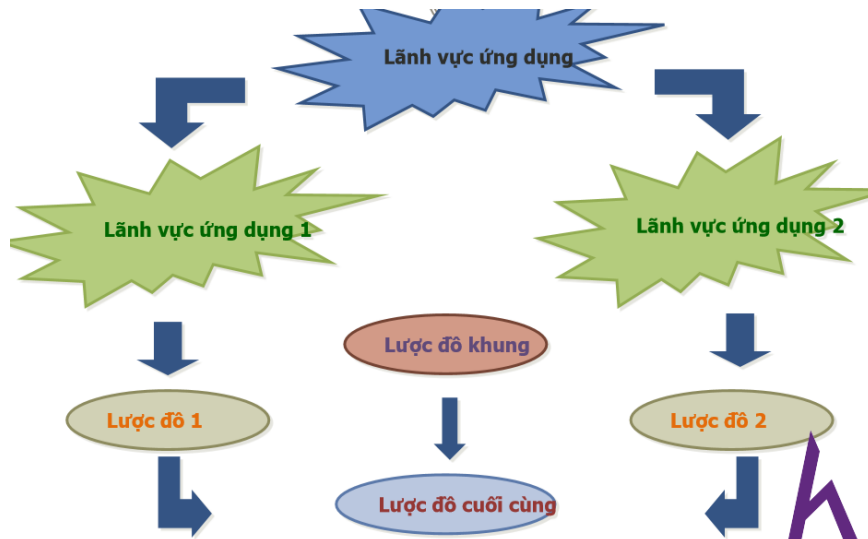 Lãnh vực ứng dụng
Lãnh vực ứng dụng 1
Lãnh vực ứng dụng 2
Lược đồ khung
Lược đồ 1
Lược đồ 2
Lược đồ cuối cùng